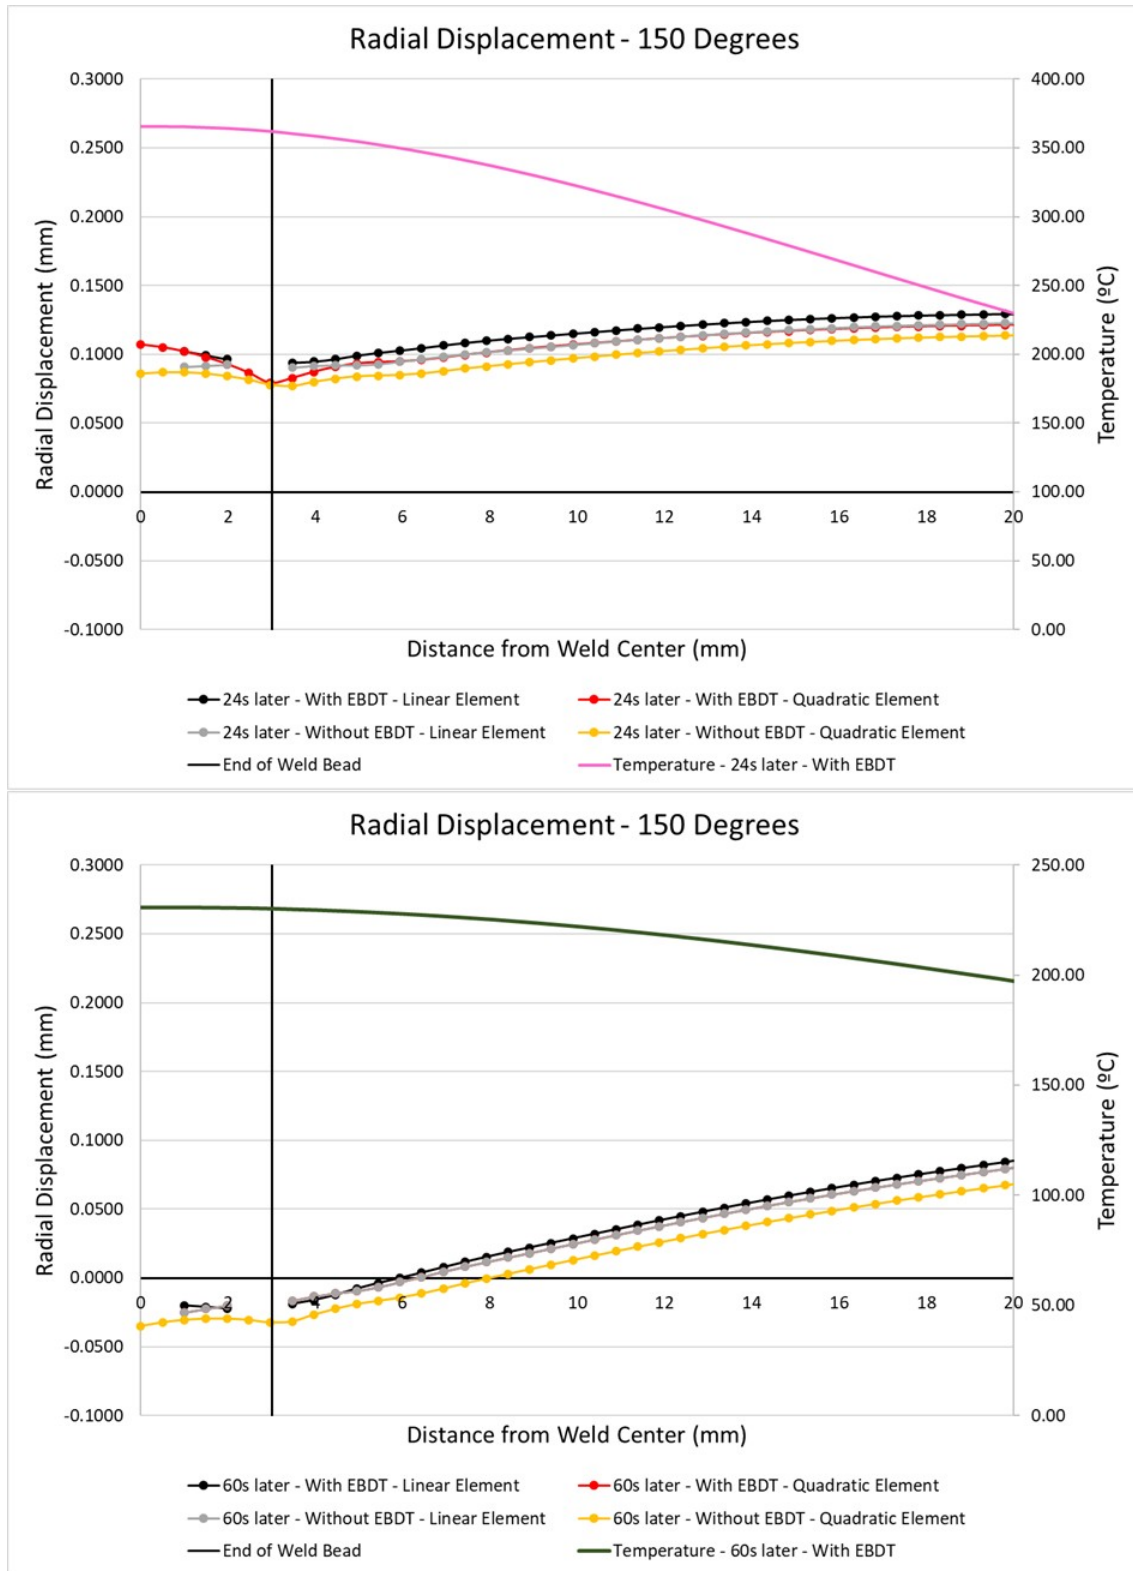 Radial Displacement - 150 Degrees
0.3000
0.2500
0.2000
0.1500
0.1000
0.0500
0.0000
-0.0500
-0.1000
Radial Displacement (mm)
400.00
350.00
300.00
250.00
200.00
150.00
100.00
50.00
0.00
Temperature (ºC)
0 2 4 6 8 10 12 14 16 18 20
Distance from Weld Center (mm)
24s later - With EBDT - Linear Element
24s later - With EBDT - Quadratic Element
24s later - Without EBDT - Linear Element
24s later - Without EBDT - Quadratic Element
End of Weld Bead
Temperature - 24s later - With EBDT
Radial Displacement - 150 Degrees
0.3000
0.2500
0.2000
0.1500
0.1000
0.0500
0.0000
-0.0500
-0.1000
Radial Displacement (mm)
250.00
200.00
150.00
100.00
50.00
0.00
Temperature (ºC)
0 2 4 6 8 10 12 14 16 18 20
Distance from Weld Center (mm)
60s later - With EBDT - Linear Element
60s later - With EBDT - Quadratic Element
60s later - Without EBDT - Linear Element
60s later - Without EBDT - Quadratic Element
End of Weld Bead
Temperature - 60s later - With EBDT